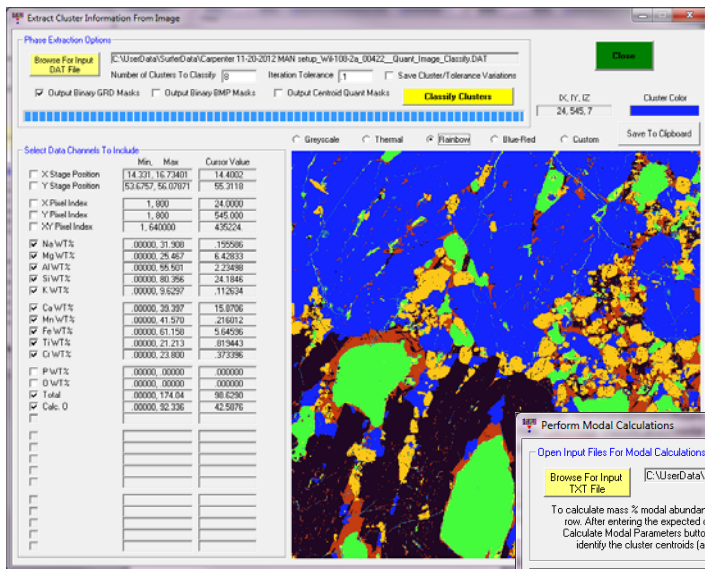 Extract Cluster Information From Image
Phase Extraction Options
Browse For Input DAT File
C:\UserData\SurferData\Carpenter 11-20-2012 MAN setup_Wil-108-2a_00422__Quant_Image_Classify.DAT
Number of Clusters To Classify 8 Iteration Tolerance .1 Save Cluster/Tolerance Variations
Output Binary GRID Masks Output Binary BMP Masks Output Centroid Quant Masks Classify Clusters
Close
IX, IY, IZ Cluster Color
24, 545, 7
Greyscale Thermal Rainbow Blue-Red Custom Save To Clipboard
Select Data Channels To Include
Min, Max Cursor Value
X Stage Position 14.331, 16.73401 14.4002
Y Stage Position 53.6757, 56.07871 55.3118
X Pixel Index 1, 800 24.0000
Y Pixel Index 1, 800 545.000
XY Pixel Index 1, 640000 435224.
Na WT% .00000, 31.908 .155586
Mg WT% .00000, 25.467 6.42833
Al WT% .00000, 55.501 2.23498
Si WT% .00000, 80.356 24.1846
K WT% .00000, 9.6297 .112634
Ca WT% .00000, 39.397 15.8706
Mn WT% .00000, 41.570 .216012
Fe WT% .00000, 61.158 5.64596
Ti WT% .00000, 21.213 .819443
Cr WT% .00000, 23.800 .373396
P WT% .00000, .00000 .000000
O WT% .00000, .00000 .000000
Total .00000, 174.04 98.6290
Calc. O .00000, 92.336 42.5876
Perform Modal Calculations
Open Input Files For Modal Calculations
Browse For Input TXT File
C:\UserData\
To calculate mass % modal abundan
row. After entering the expected c
Calculate Modal Parameters butto
identify the cluster centroids (a